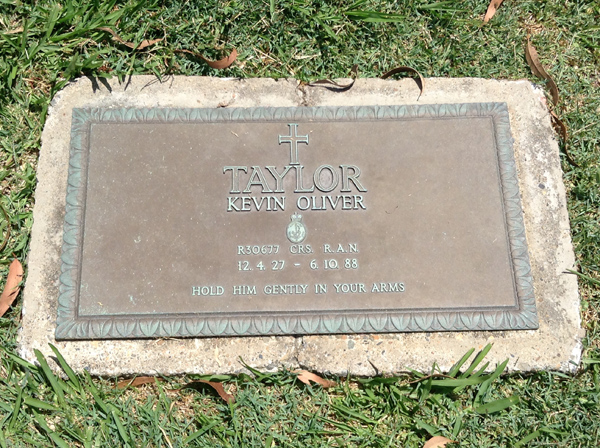 TAYLOR
KEVIN OLIVER
R30677 CRS. R.A.N.
12. 4. 27 - 6. 10. 88
HOLD HIM GENTLY IN YOUR ARMS